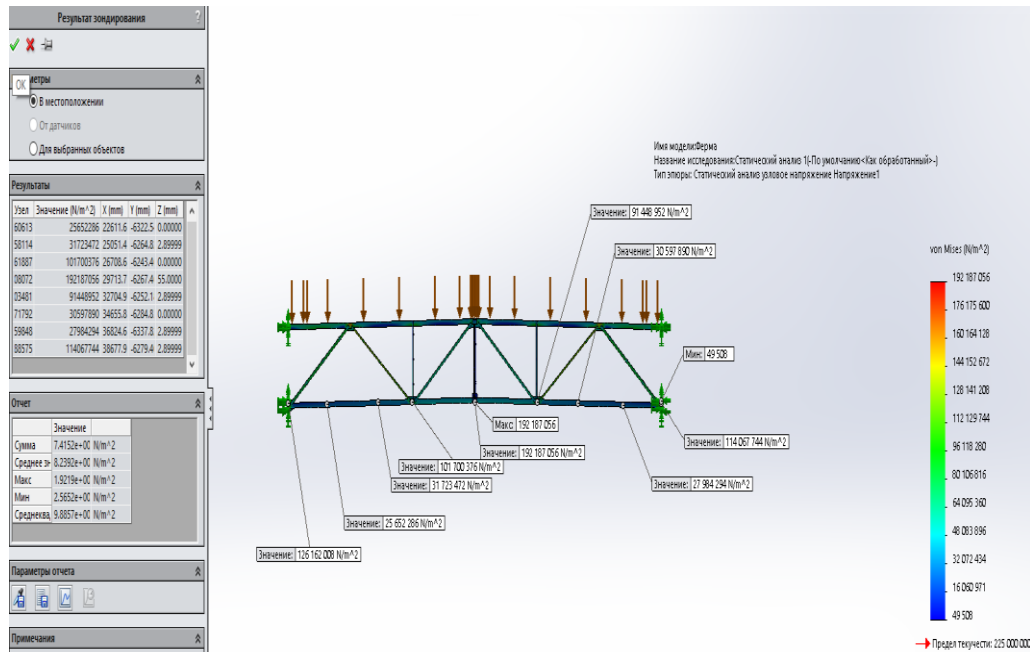 Результат зондирования
?
ОК
метры
В местоположении
От датчиков
Для выбранных объектов
Результаты
Узел Значение (N/m^2) X (mm) Y (mm) Z (mm)
60613 25652286 22611.6 -6322.5 0.00000
58114 31723472 25051.4 -6264.8 2.89999
61887 101700376 26708.6 -6243.4 0.00000
08072 192187056 29713.7 -6267.4 55.0000
03481 91448952 32704.9 -6252.1 2.89999
71792 30597890 34655.8 -6284.8 0.00000
59848 27984294 36824.6 -6337.8 2.89999
88575 114067744 38677.9 -6279.4 2.89999
Отчет
Значение
Сумма 7.4152e+00 N/m^2
Среднее зн 8.2392e+00 N/m^2
Макс 1.9219e+00 N/m^2
Мин 2.5652e+00 N/m^2
Среднеква, 9.8857e+00 N/m^2
Параметры отчета
Примечания
Имя модели:Ферма
Название исследования:Статический анализ 1(-По умолчанию<Как обработанный>-)
Тип эпюры: Статический анализ узловое напряжение Напряжение1
Значение: 91 448 952 N/m^2
Значение: 30 597 890 N/m^2
Мин: 49 508
Макс: 192 187 056
Значение: 114 067 744 N/m^2
Значение: 192 187 056 N/m^2
Значение: 101 700 376 N/m^2
Значение: 31 723 472 N/m^2
Значение: 27 984 294 N/m^2
Значение: 25 652 286 N/m^2
Значение: 126 162 008 N/m^2
von Mises (N/m^2)
192 187 056
176 175 600
160 164 128
144 152 672
128 141 208
112 129 744
96 118 280
80 106 816
64 095 360
48 083 896
32 072 434
16 060 971
49 508
Предел текучести: 225 000 000